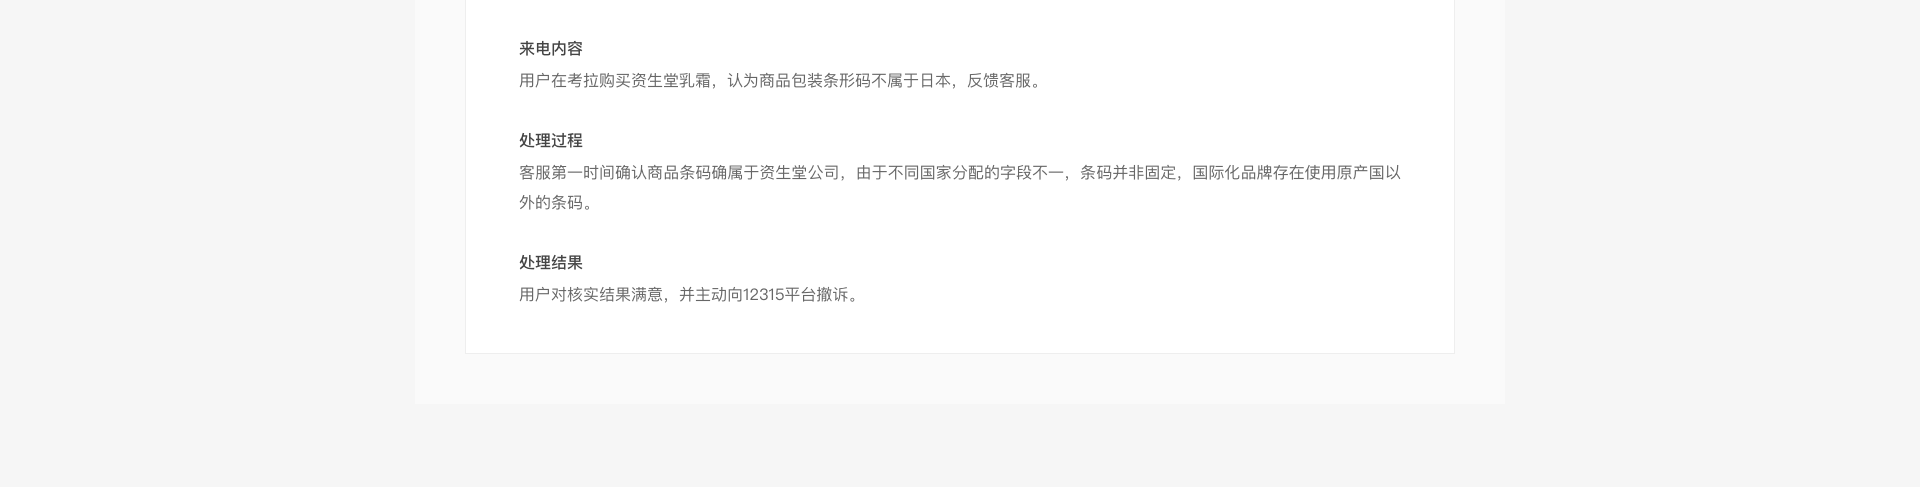 来电内容
用户在考拉购买资生堂乳霜，认为商品包装条形码不属于日本，反馈客服。
处理过程
客服第一时间确认商品条码确属于资生堂公司，由于不同国家分配的字段不一，条码并非固定，国际化品牌存在使用原产国以
外的条码。
处理结果
用户对核实结果满意，并主动向12315平台撤诉。